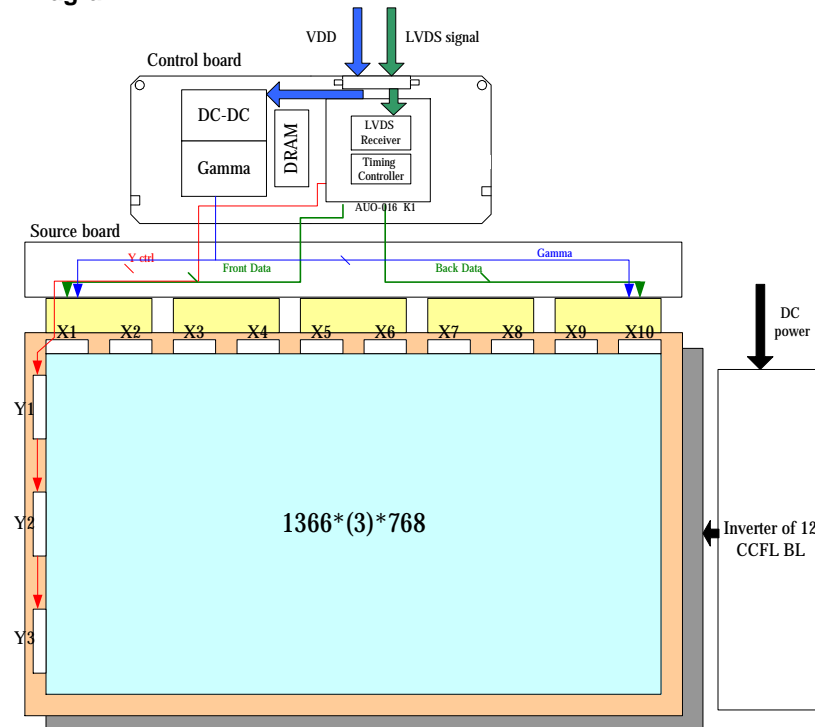 VDD
LVDS signal
Control board
DC-DC
Gamma
DRAM
LVDS
Receiver
Timing
Controller
AUO-016 K1
Source board
Y ctrl
Front Data
Back Data
Gamma
X1 X2 X3 X4 X5 X6 X7 X8 X9 X10
DC
power
Y1
Y2
Y3
1366*(3)*768
Inverter of 12
CCFL BL